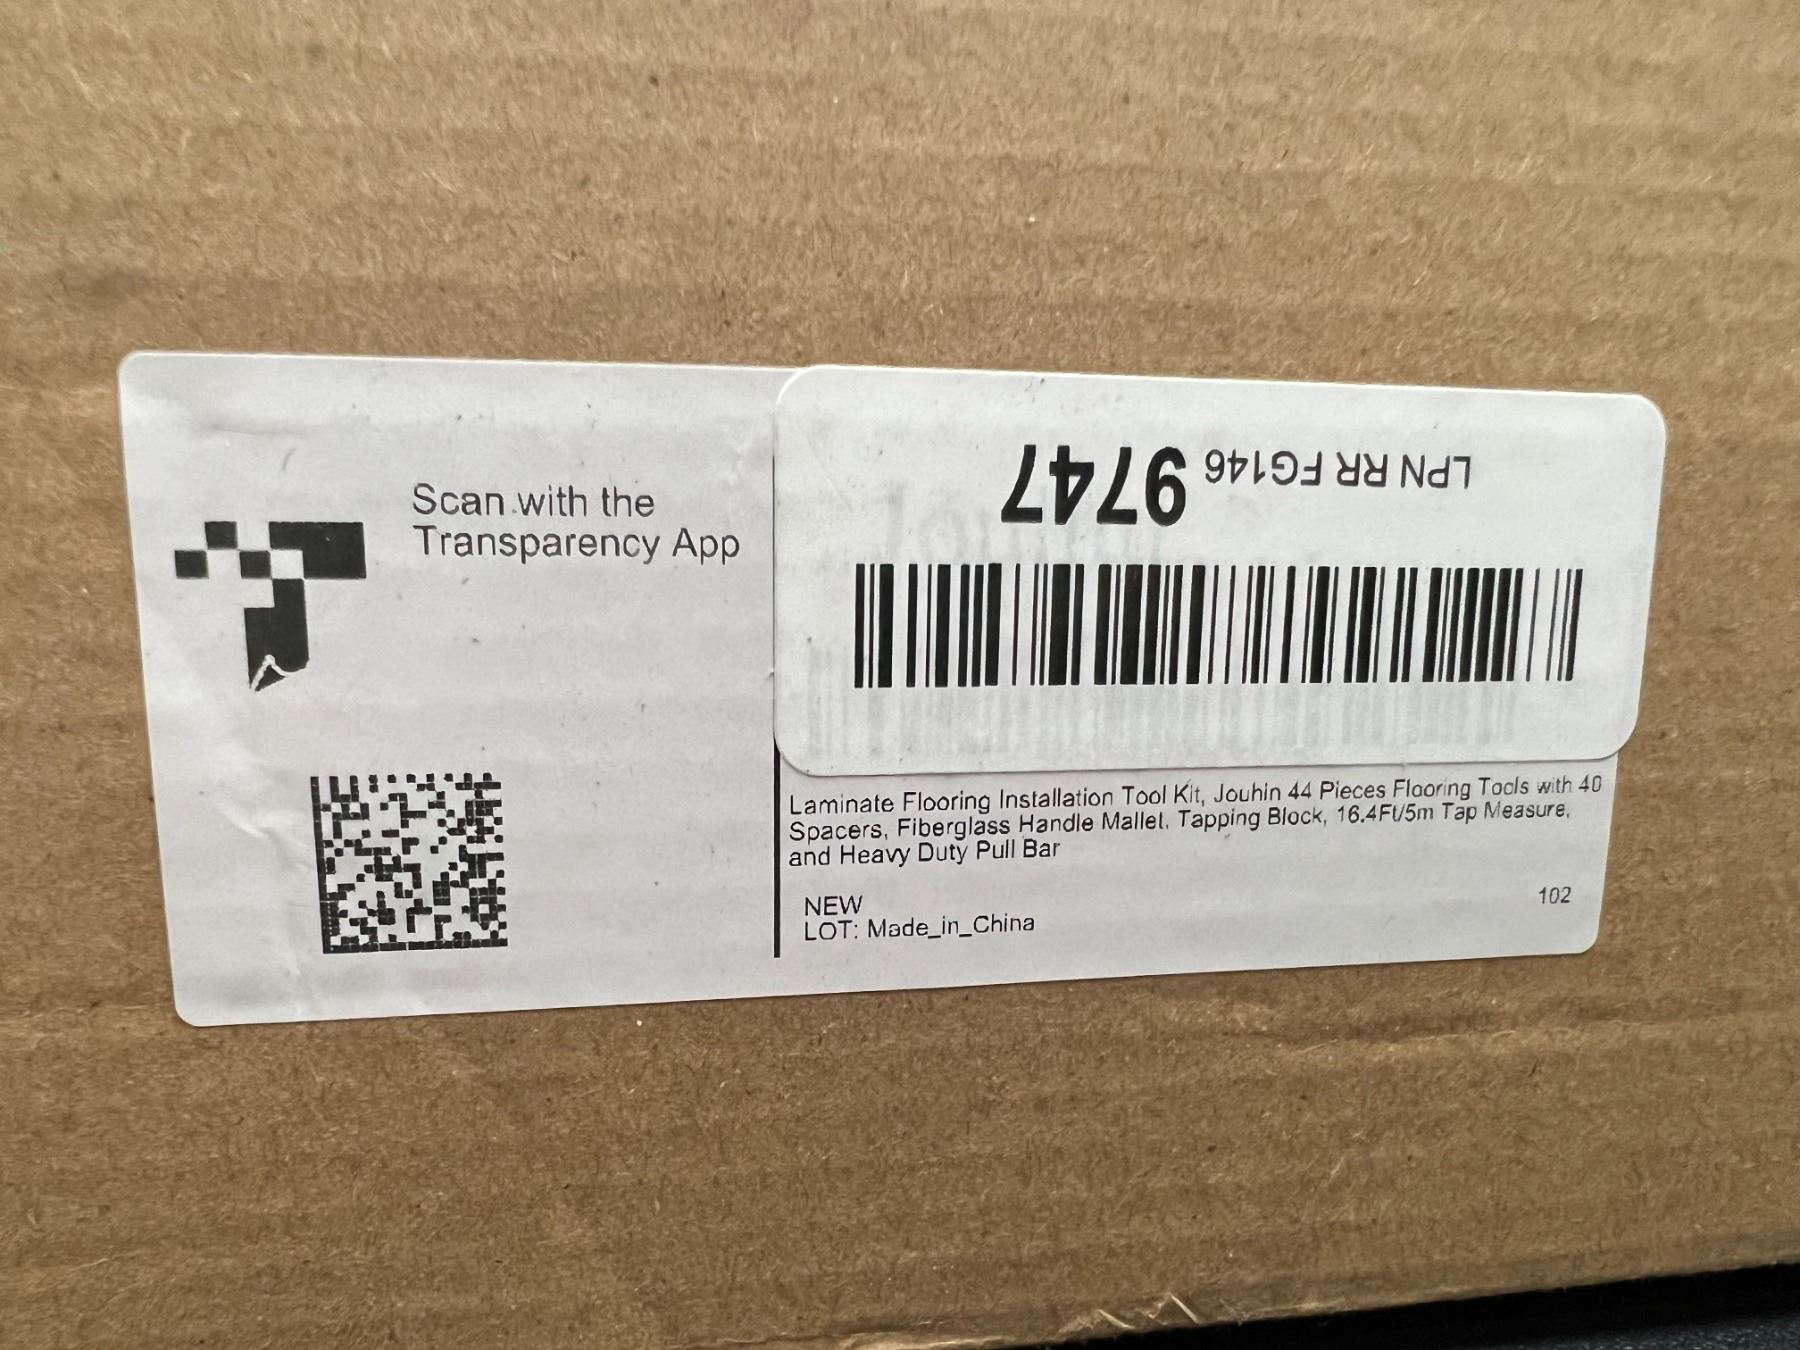 Scan with the
Transparency App
LPN RR FG146 9747
Laminate Flooring Installation Tool Kit, Jouhin 44 Pieces Flooring Tools with 40
Spacers, Fiberglass Handle Mallet, Tapping Block, 16.4Ft/5m Tap Measure,
and Heavy Duty Pull Bar
NEW
LOT: Made_in_China
102